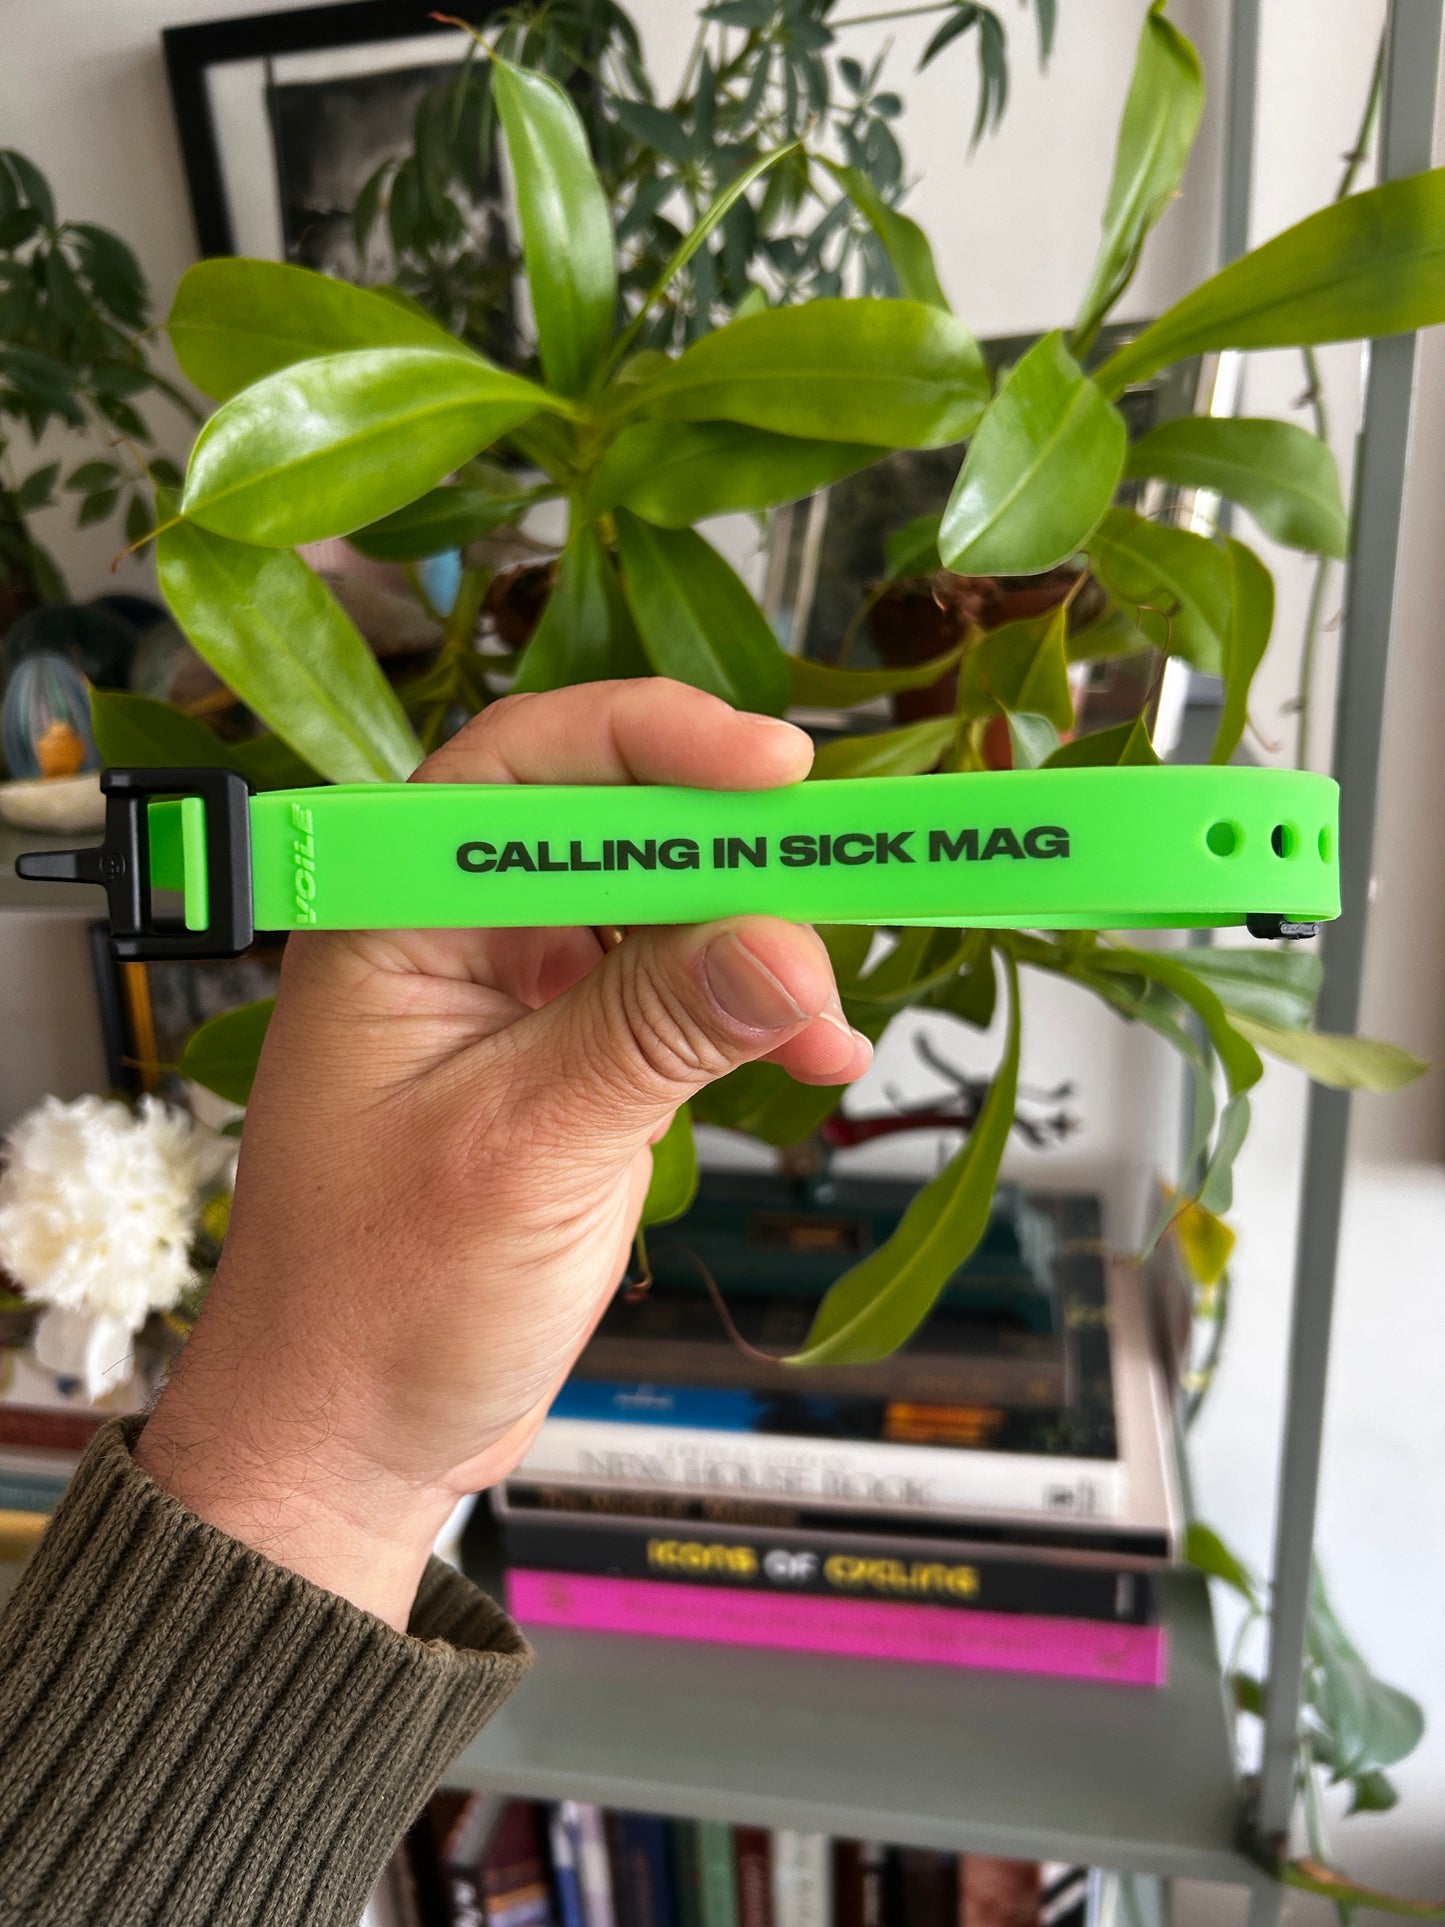 VOILE
CALLING IN SICK MAG
NEW HOUSE BOOK
ICONS OF CYCLING